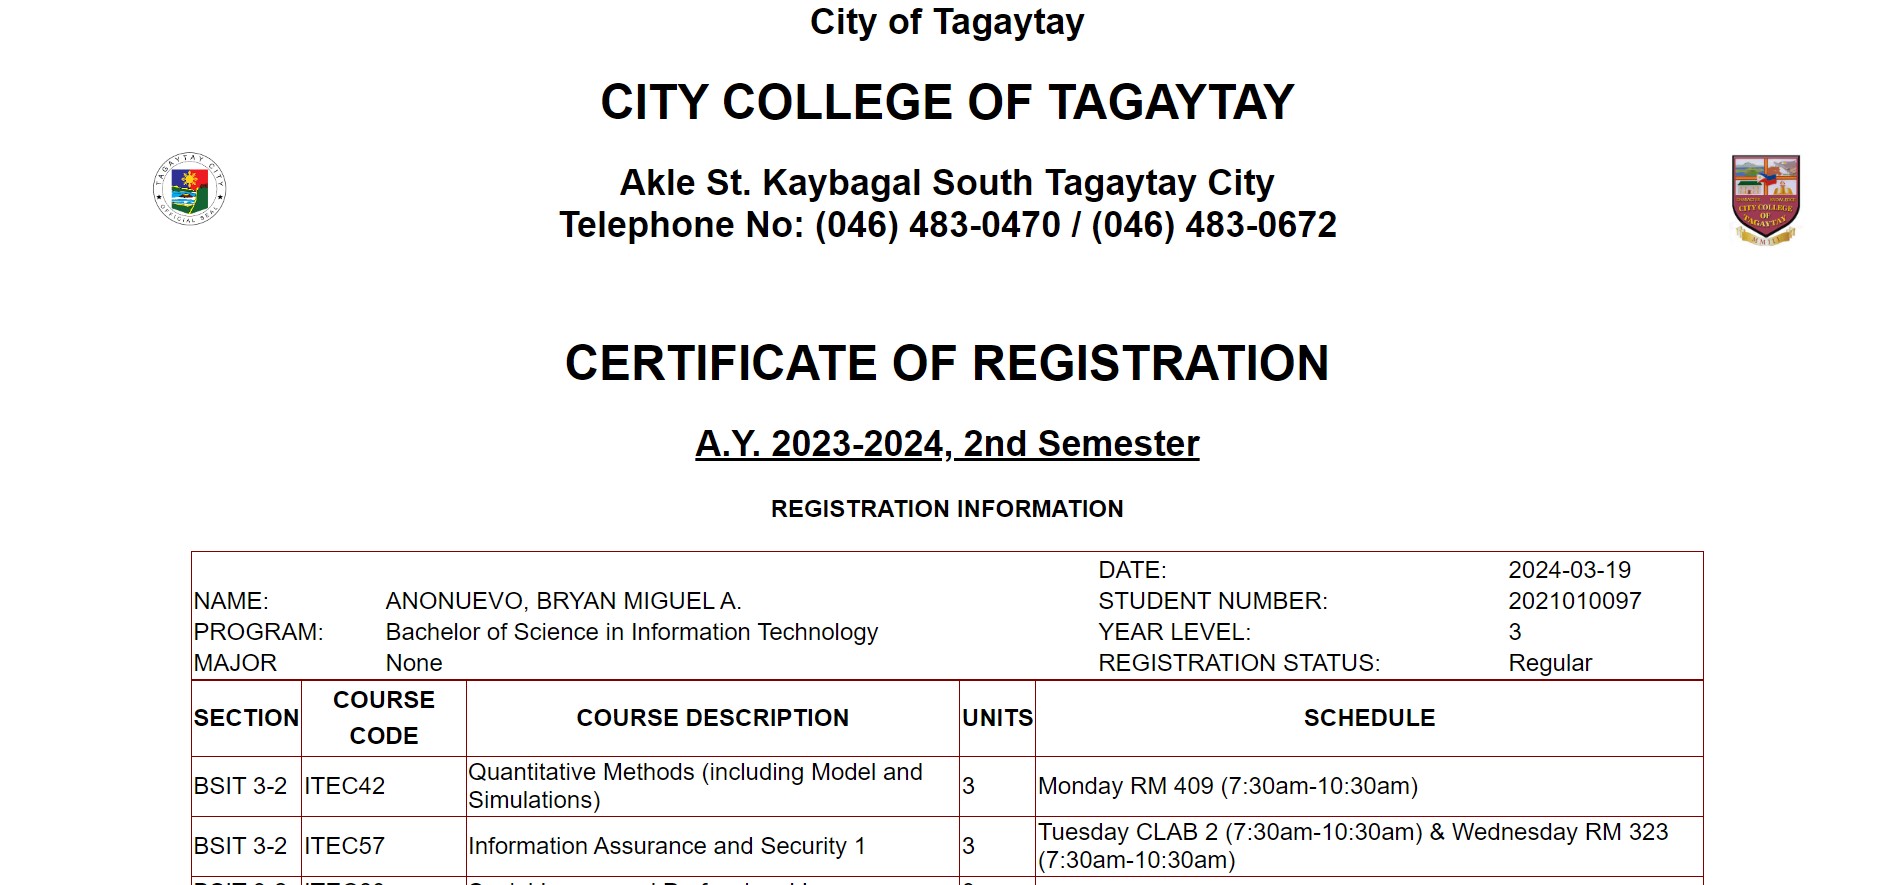 City of Tagaytay
CITY COLLEGE OF TAGAYTAY
TAGAYTAY CITY
OFFICIAL SEAL
Akle St. Kaybagal South Tagaytay City
Telephone No: (046) 483-0470 / (046) 483-0672
CITY COLLEGE
OF
TAGAYTAY
CERTIFICATE OF REGISTRATION
A.Y. 2023-2024, 2nd Semester
REGISTRATION INFORMATION
DATE: 2024-03-19
NAME: ANONUEVO, BRYAN MIGUEL A. STUDENT NUMBER: 2021010097
PROGRAM: Bachelor of Science in Information Technology YEAR LEVEL: 3
MAJOR None REGISTRATION STATUS: Regular
SECTION COURSE CODE COURSE DESCRIPTION UNITS SCHEDULE
BSIT 3-2 ITEC42 Quantitative Methods (including Model and Simulations) 3 Monday RM 409 (7:30am-10:30am)
BSIT 3-2 ITEC57 Information Assurance and Security 1 3 Tuesday CLAB 2 (7:30am-10:30am) & Wednesday RM 323 (7:30am-10:30am)